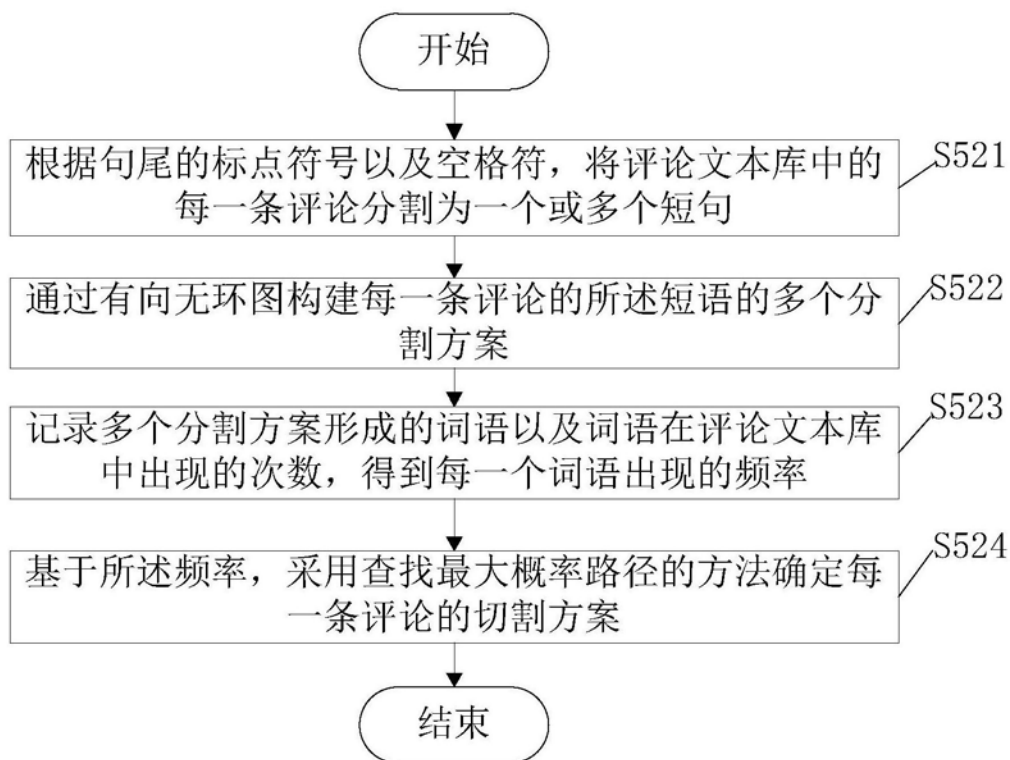 开始
根据句尾的标点符号以及空格符，将评论文本库中的
每一条评论分割为一个或多个短句
S521
通过有向无环图构建每一条评论的所述短语的多个分
割方案
S522
记录多个分割方案形成的词语以及词语在评论文本库
中出现的次数，得到每一个词语出现的频率
S523
基于所述频率，采用查找最大概率路径的方法确定每
一条评论的切割方案
S524
结束